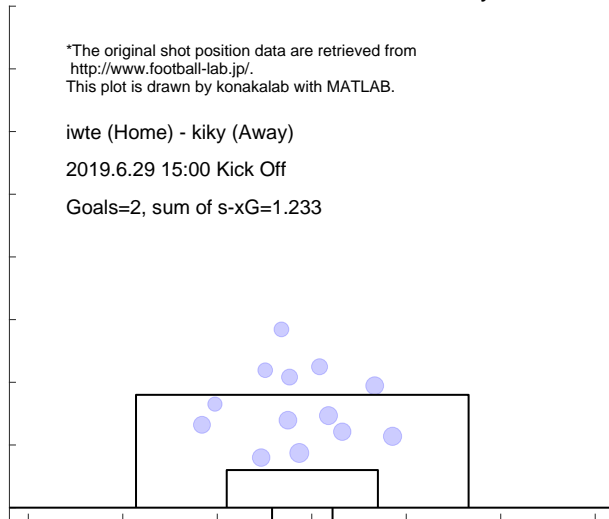 *The original shot position data are retrieved from
http://www.football-lab.jp/.
This plot is drawn by konakalab with MATLAB.
iwte (Home) - kiky (Away)
2019.6.29 15:00 Kick Off
Goals=2, sum of s-xG=1.233